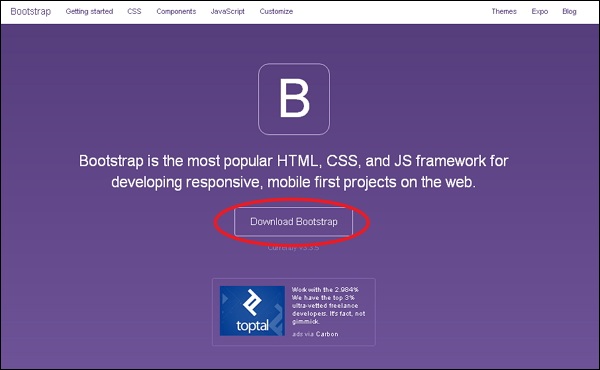 Bootstrap Getting started CSS Components JavaScript Customize Themes Expo Blog
B
Bootstrap is the most popular HTML, CSS, and JS framework for
developing responsive, mobile first projects on the web.
Download Bootstrap
Currently v3.3.5
toptal
Work with the 2.984%
We have the top 3%
ultra-vetted freelance
developers. It's fact, not
gimmick.
ads via Carbon